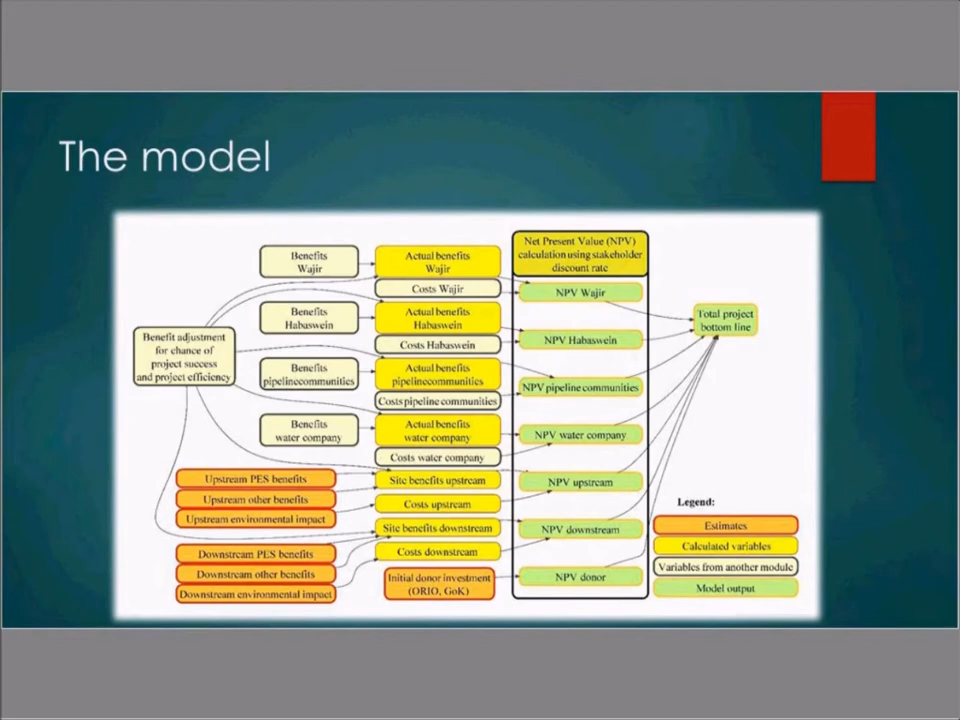 The model
Benefits
Wajir
Actual benefits
Wajir
Costs Wajir
Benefits
Habaswein
Actual benefits
Habaswein
Costs Habaswein
Benefit adjustment
for chance of
project success
and project efficiency
Benefits
pipelinecommunities
Actual benefits
pipelinecommunities
Costs pipeline communities
Benefits
water company
Actual benefits
water company
Costs water company
Upstream PES benefits
Upstream other benefits
Upstream environmental impact
Site benefits upstream
Costs upstream
Site benefits downstream
Costs downstream
Downstream PES benefits
Downstream other benefits
Downstream environmental impact
Initial donor investment
(ORIO, GoK)
Net Present Value (NPV)
calculation using stakeholder
discount rate
NPV Wajir
NPV Habaswein
NPV pipeline communities
NPV water company
NPV upstream
NPV downstream
NPV donor
Total project
bottom line
Legend:
Estimates
Calculated variables
Variables from another module
Model output